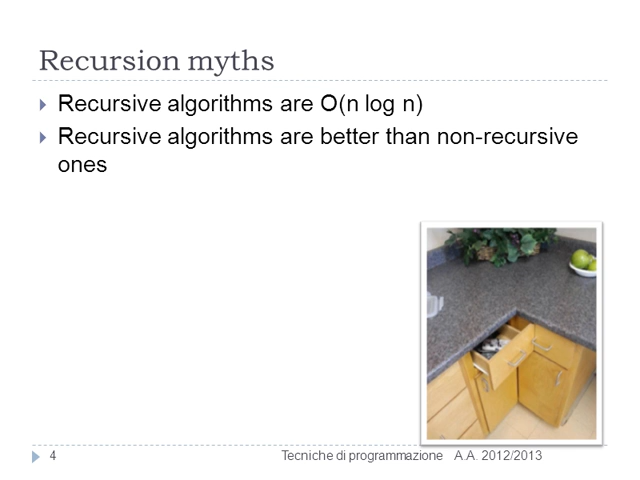 Recursion myths
Recursive algorithms are O(n log n)
Recursive algorithms are better than non-recursive
ones
4 Tecniche di programmazione A.A. 2012/2013